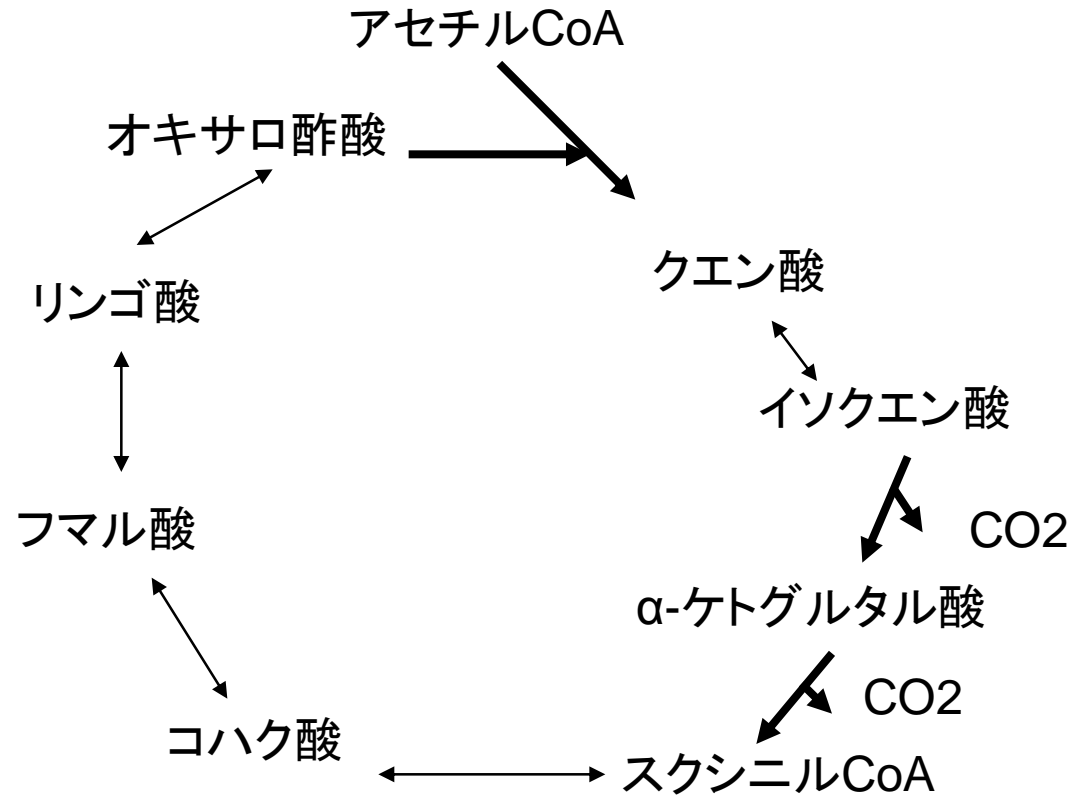 アセチルCoA
オキサロ酢酸
クエン酸
リンゴ酸
イソクエン酸
CO2
フマル酸
α-ケトグルタル酸
CO2
コハク酸
スクシニルCoA